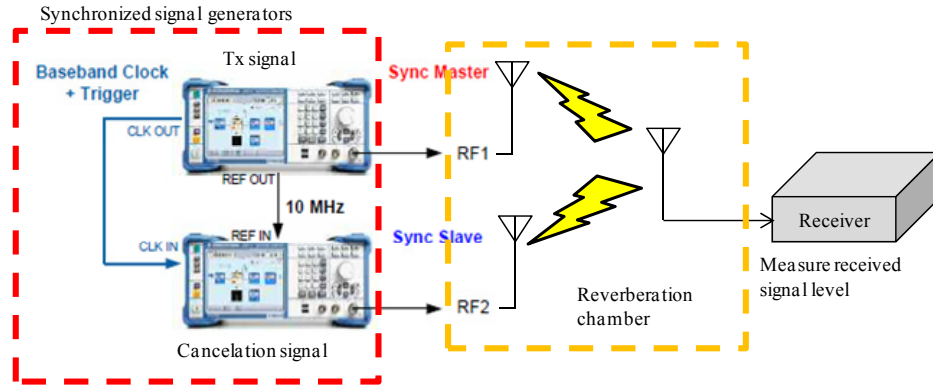 Synchronized signal generators
Baseband Clock
+ Trigger
Tx signal
Sync Master
CLK OUT
REF OUT
RF1
10 MHz
CLK IN
REF IN
Sync Slave
RF2
Cancelation signal
Reverberation
chamber
Receiver
Measure received
signal level